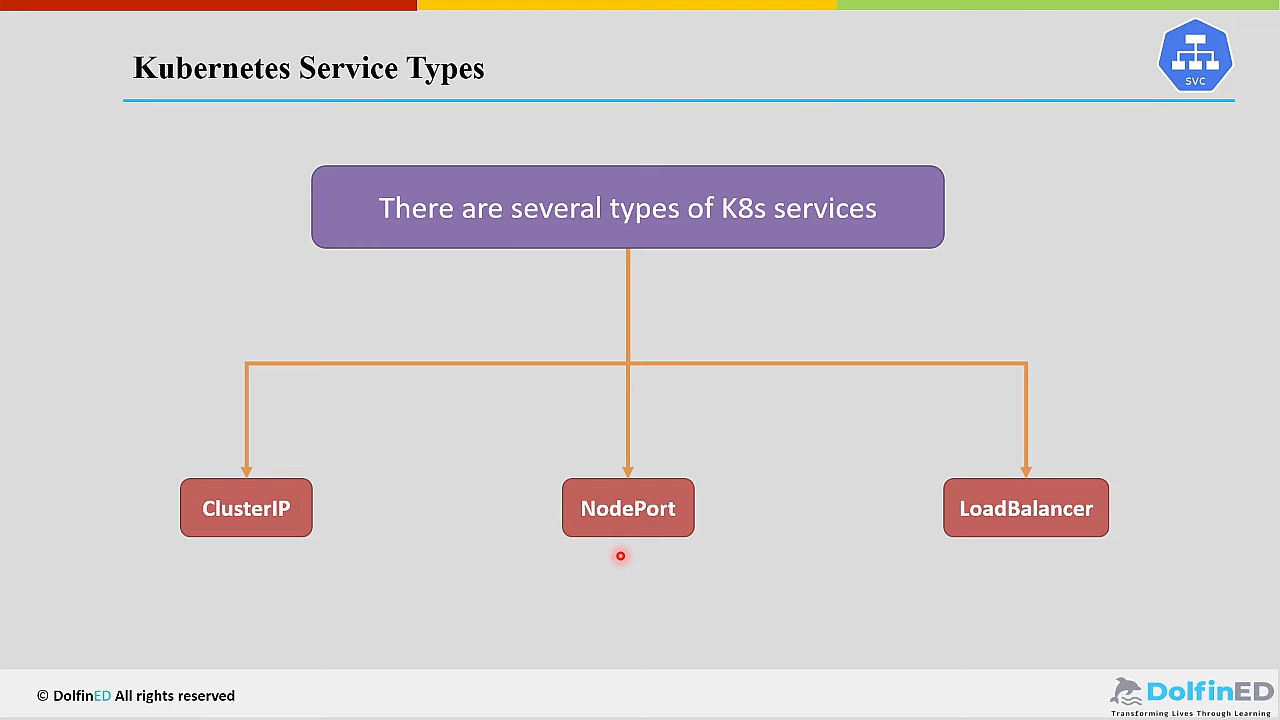 Kubernetes Service Types
svc
There are several types of K8s services
ClusterIP
NodePort
LoadBalancer
© DolfinED All rights reserved
DolfinED
Transforming Lives Through Learning